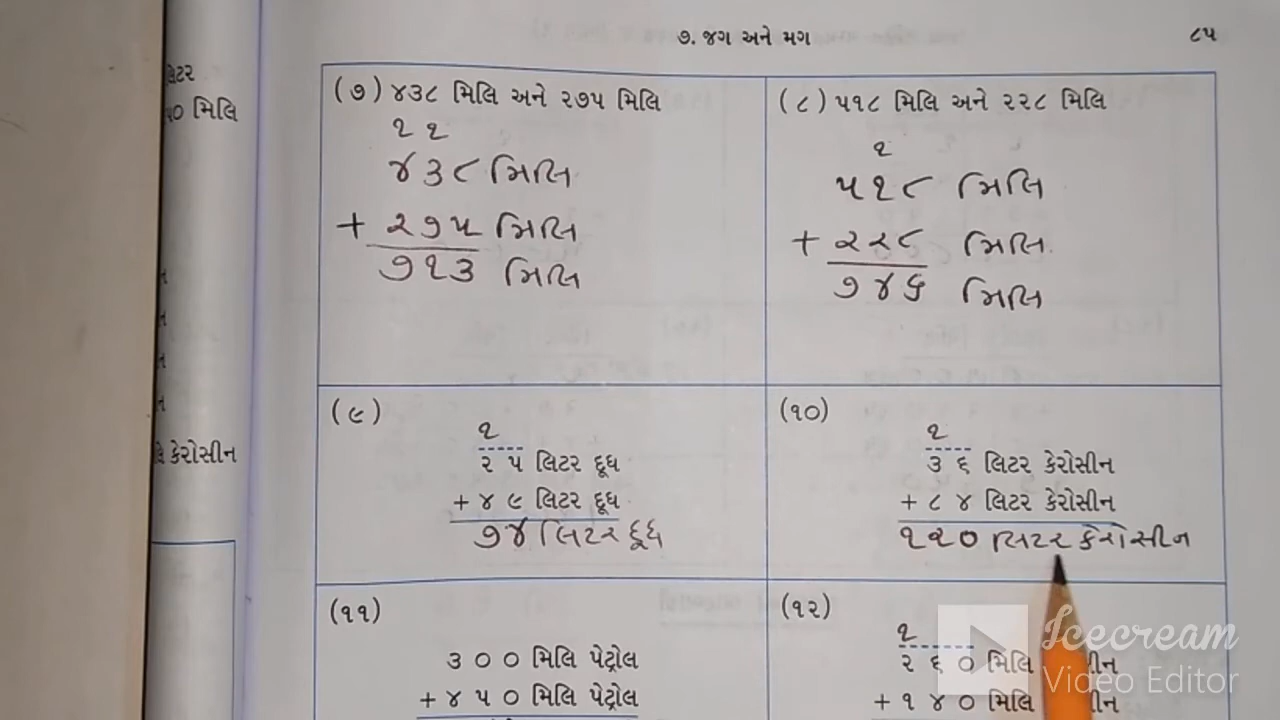 ૭. જગ અને મગ
૮૫
લિટર
૫૦ મિલિ
કેરોસીન
(૭) ૪૩૮ મિલિ અને ૨૭૫ મિલિ
૧ ૧
૪૩૮ મિલિ
+ ૨૭૫ મિલિ
૭૧૩ મિલિ
(૮) ૫૧૮ મિલિ અને ૨૨૮ મિલિ
૧
૫૧૮ મિલિ
+ ૨૨૮ મિલિ
૭૪૬ મિલિ
(૯)
૧
૨ ૫ લિટર દૂધ
+ ૪ ૯ લિટર દૂધ
૭૪ લિટર દૂધ
(૧૦)
૧
૩ ૬ લિટર કેરોસીન
+ ૮ ૪ લિટર કેરોસીન
૧૨૦ લિટર કેરોસીન
(૧૧)
૩ ૦ ૦ મિલિ પેટ્રોલ
+ ૪ ૫ ૦ મિલિ પેટ્રોલ
(૧૨)
૧
૨ ૬ ૦ મિલિ
+ ૧ ૪ ૦ મિલિ
Icecream
Video Editor